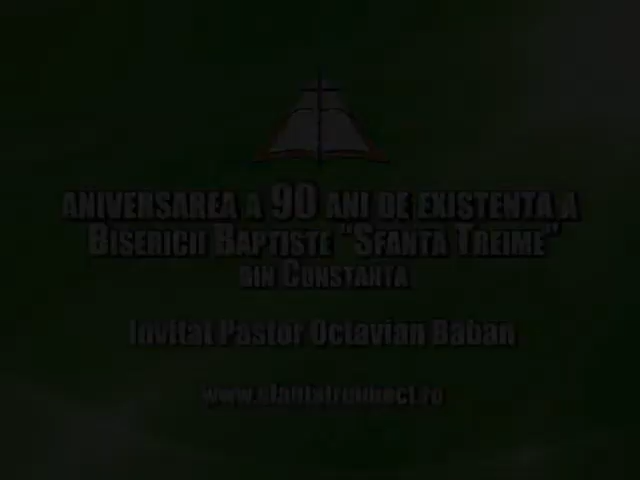 ANIVERSAREA A 90 ANI DE EXISTENTA A
BISERICII BAPTISTE "SFANTA TREIME"
DIN CONSTANTA
Invitat Pastor Octavian Baban